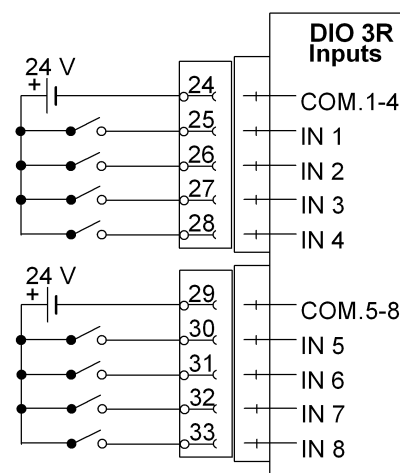 DIO 3R
Inputs
24 V
+
24
COM.1-4
25
IN 1
26
IN 2
27
IN 3
28
IN 4
24 V
+
29
COM.5-8
30
IN 5
31
IN 6
32
IN 7
33
IN 8